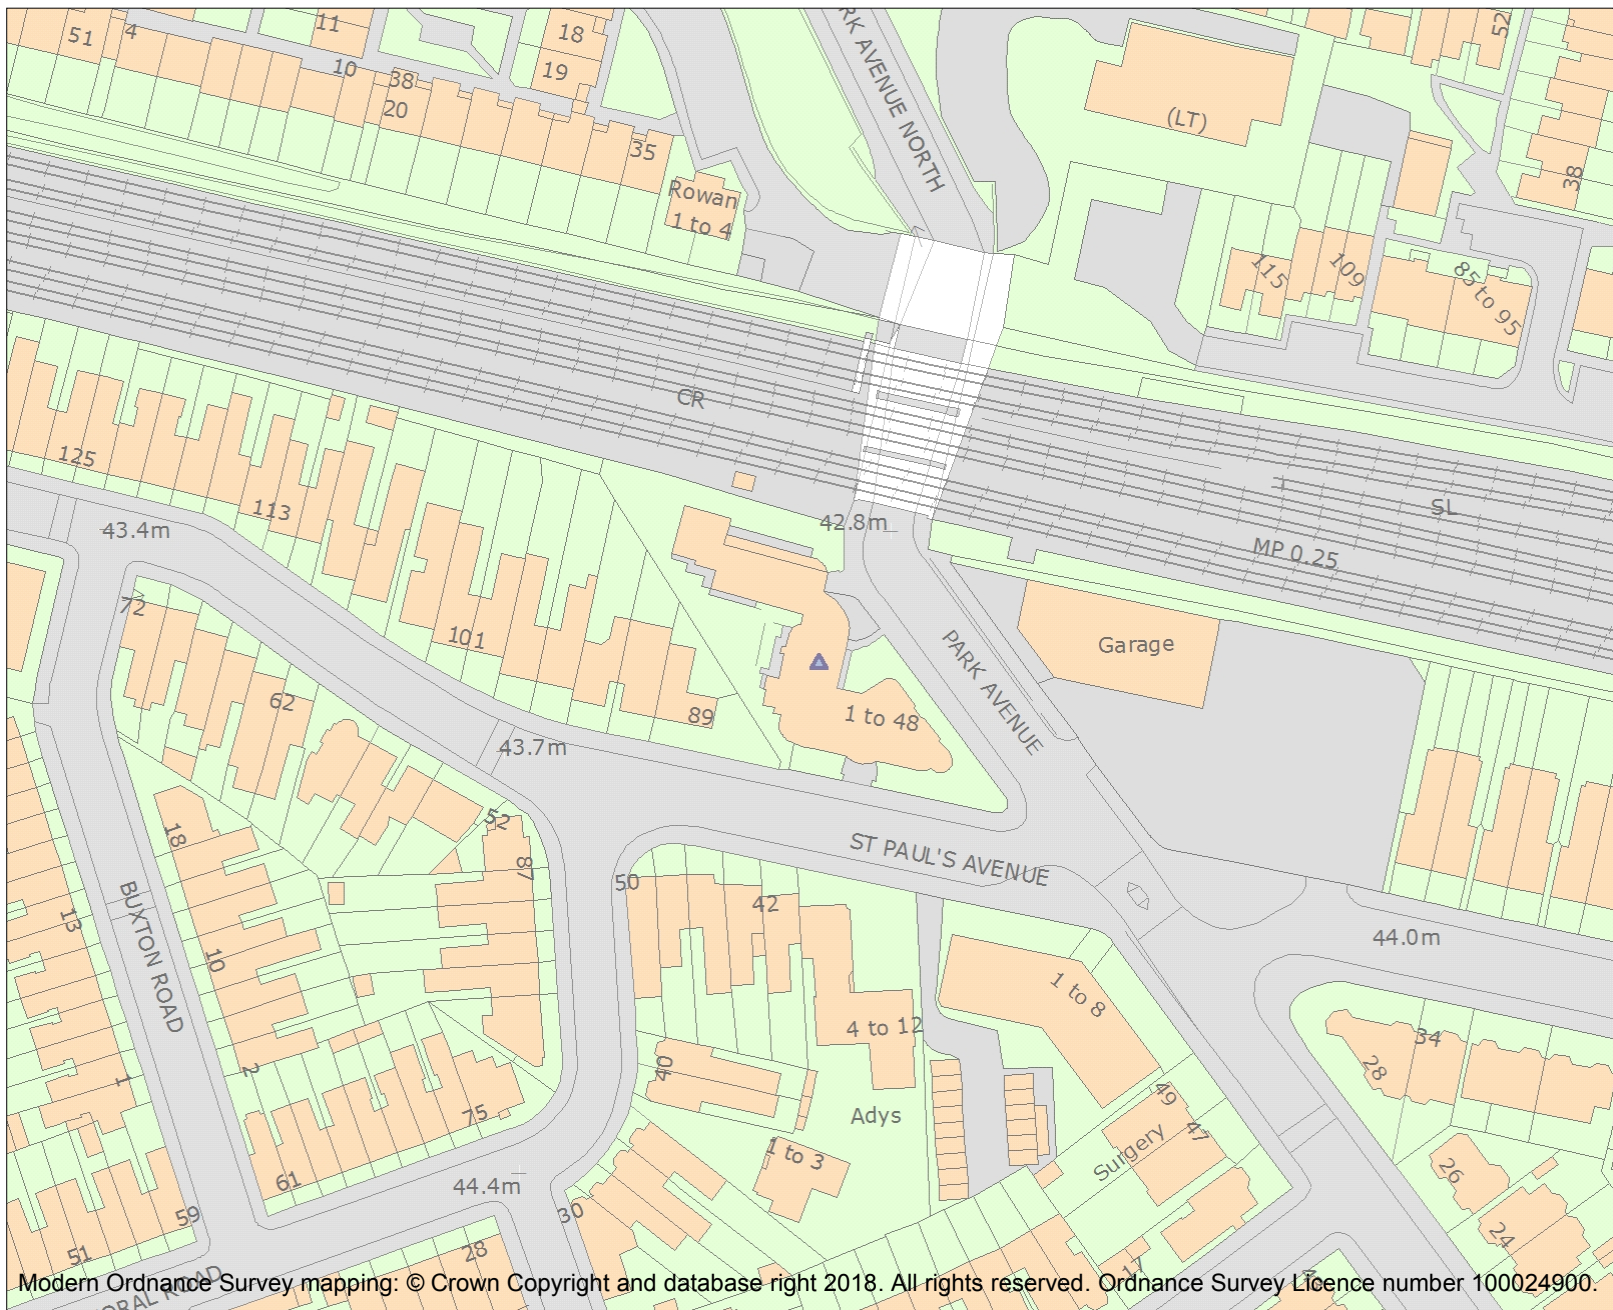 51
4
11
18
52
10
38
20
19
35
PARK AVENUE NORTH
(LT)
38
Rowan
1 to 4
115
109
85 to 95
CR
125
113
43.4m
42.8m
SL
MP 0.25
72
101
62
89
43.7m
1 to 48
PARK AVENUE
Garage
18
52
87
50
42
ST PAUL'S AVENUE
44.0m
13
BUXTON ROAD
10
1 to 8
4 to 12
34
28
1
2
40
75
Adys
49
47
Surgery
1 to 3
26
61
44.4m
30
59
51
28
24
17
Modern Ordnance Survey mapping: © Crown Copyright and database right 2018. All rights reserved. Ordnance Survey Licence number 100024900.